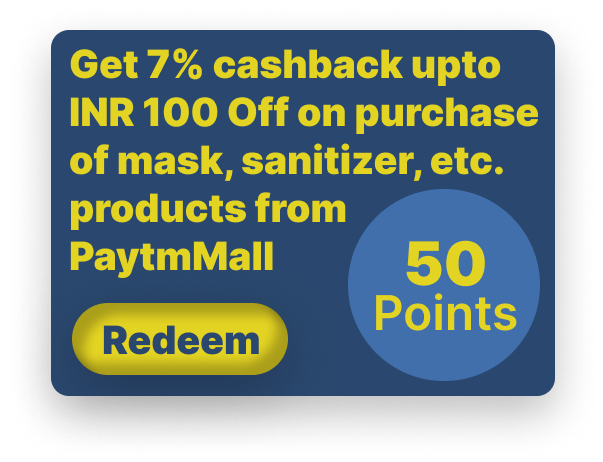 Get 7% cashback upto
INR 100 Off on purchase
of mask, sanitizer, etc.
products from
PaytmMall
50
Points
Redeem